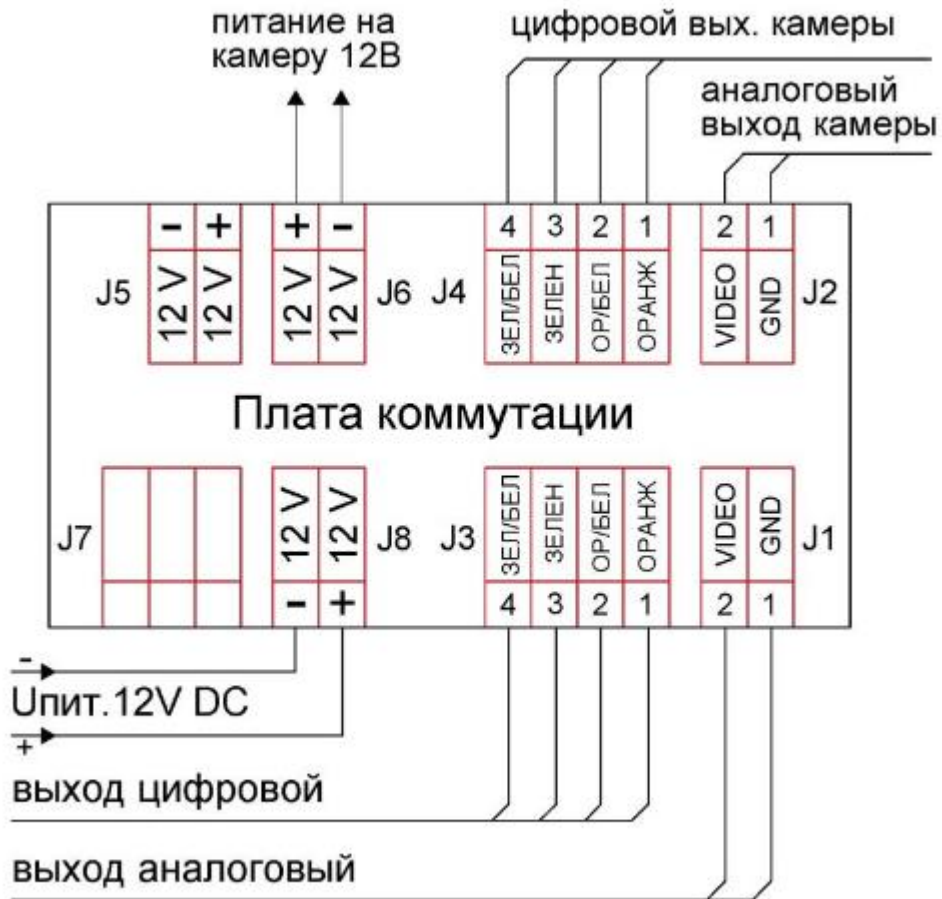 питание на
камеру 12В
цифровой вых. камеры
аналоговый
выход камеры
- + + - 4 3 2 1 2 1
J5 12 V 12 V 12 V 12 V J6 J4 ЗЕЛ/БЕЛ ЗЕЛЕН ОР/БЕЛ ОРАНЖ VIDEO GND J2
Плата коммутации
J7 12 V 12 V J8 J3 ЗЕЛ/БЕЛ ЗЕЛЕН ОР/БЕЛ ОРАНЖ VIDEO GND J1
- + 4 3 2 1 2 1
-
Uпит.12V DC
+
выход цифровой
выход аналоговый